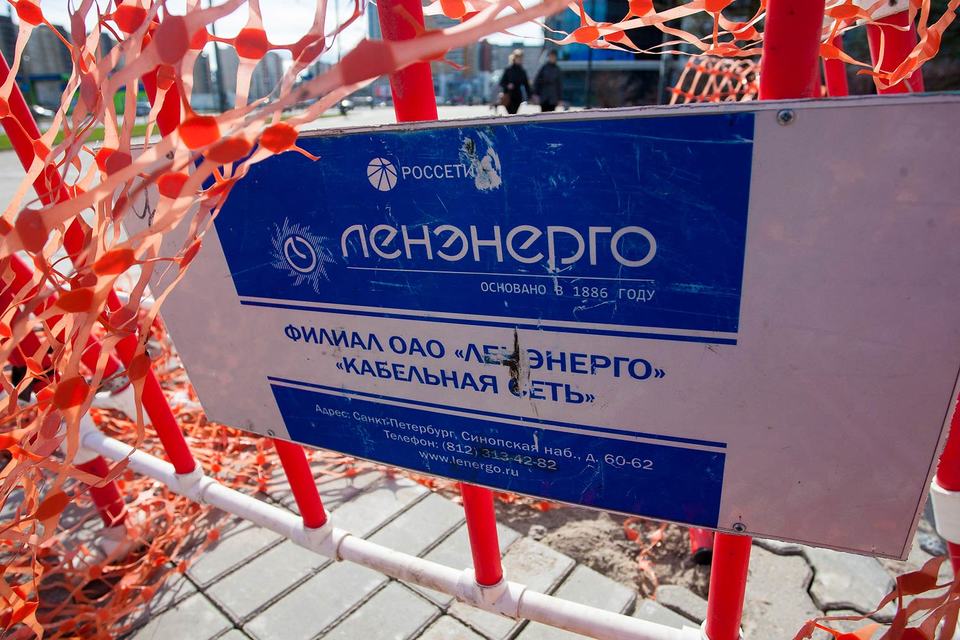 РОССЕТИ
ЛЕНЭНЕРГО
ОСНОВАНО В 1886 ГОДУ
ФИЛИАЛ ОАО «ЛЕНЭНЕРГО»
«КАБЕЛЬНАЯ СЕТЬ»
Адрес: Санкт-Петербург, Синопская наб., д. 60-62
Телефон: (812) 313-42-82
www.lenergo.ru